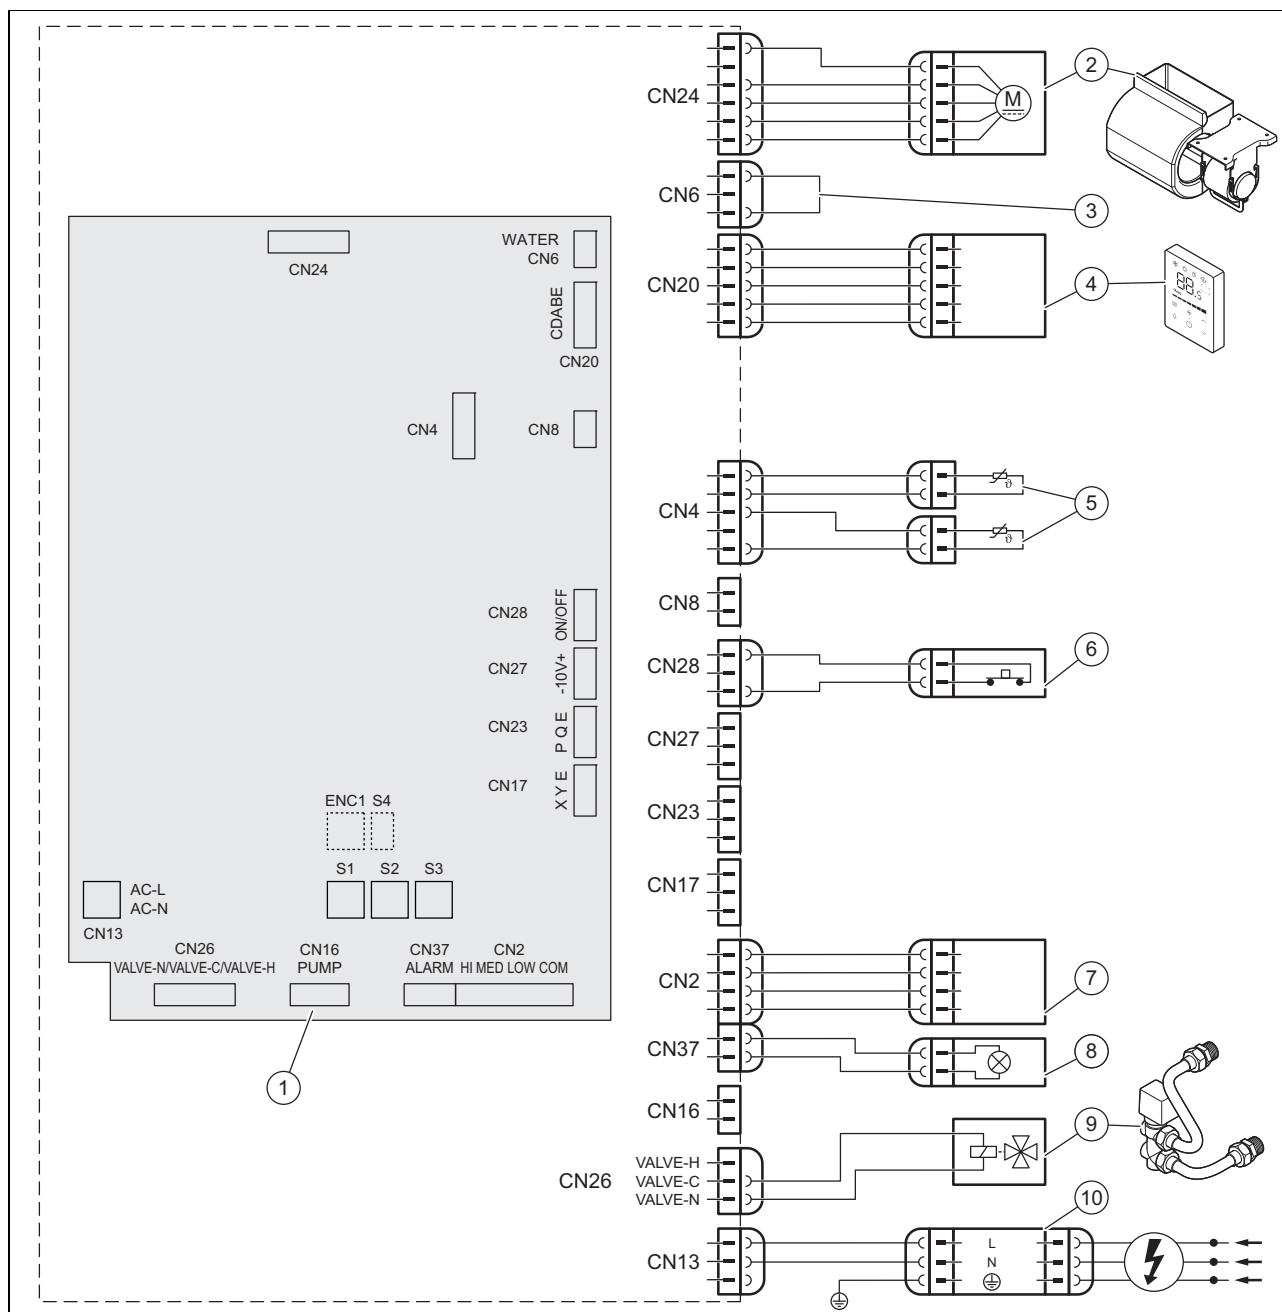 CN24
M
2
CN6
3
CN20
4
WATER
CN6
CN24
CDABE
CN20
CN4
CN8
CN4
ϑ
ϑ
5
CN8
CN28
ON/OFF
CN28
6
CN27
-10V+
CN27
CN23
P Q E
CN23
CN17
X Y E
CN17
ENC1 S4
S1 S2 S3
AC-L
AC-N
CN13
CN26
VALVE-N/VALVE-C/VALVE-H
CN16
PUMP
CN37
ALARM
CN2
HI MED LOW COM
1
CN2
7
CN37
8
CN16
CN26
VALVE-H
VALVE-C
VALVE-N
9
10
CN13
L
N